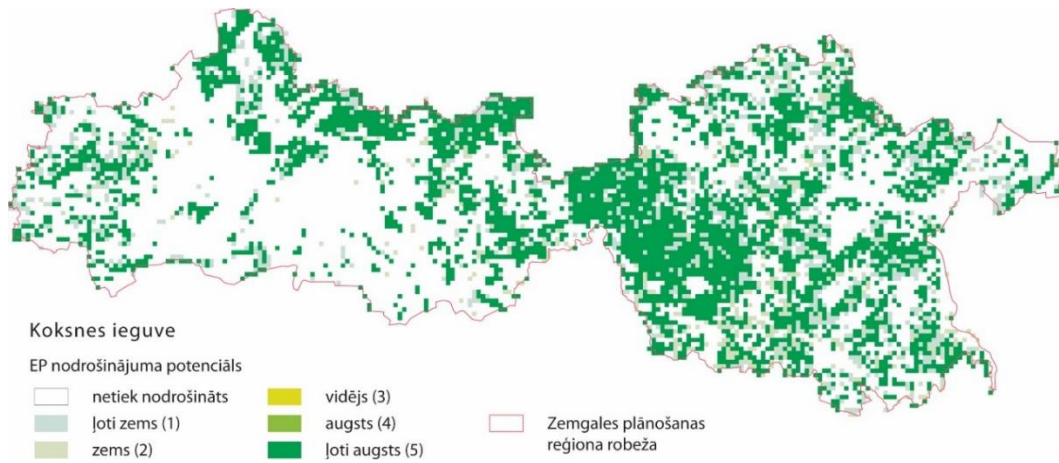 Koksnes ieguve
EP nodrošinājuma potenciāls
netiek nodrošināts
ļoti zems (1)
zems (2)
vidējs (3)
augsts (4)
ļoti augsts (5)
Zemgales plānošanas
reģiona robeža